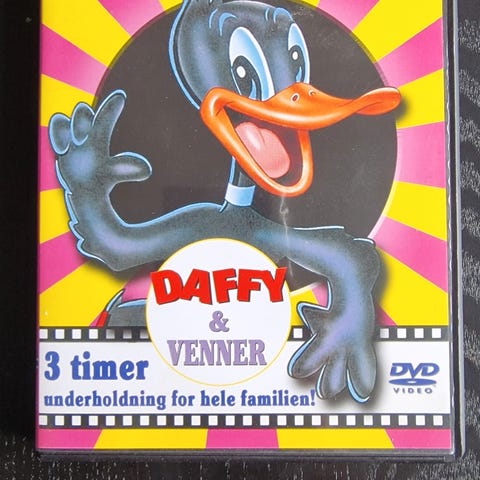 DAFFY
&
VENNER
3 timer
underholdning for hele familien!
DVD
VIDEO